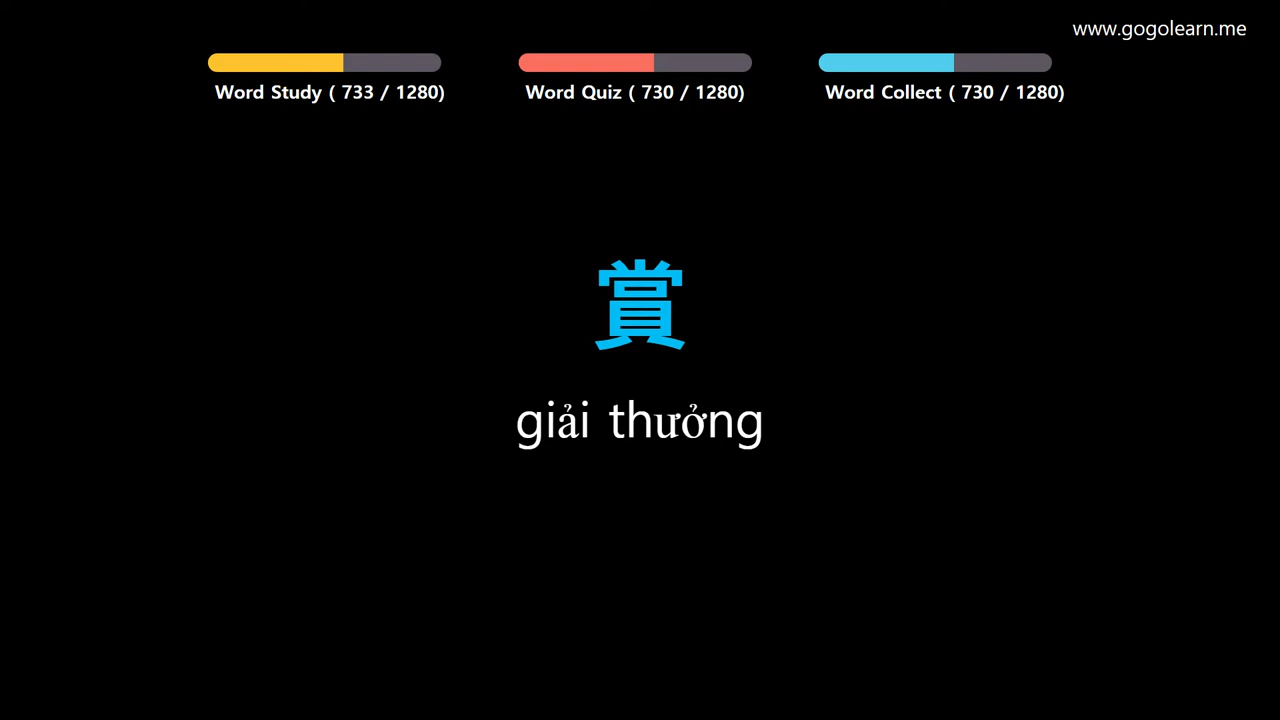 www.gogolearn.me
Word Study ( 733 / 1280)
Word Quiz ( 730 / 1280)
Word Collect ( 730 / 1280)
賞
giải thưởng